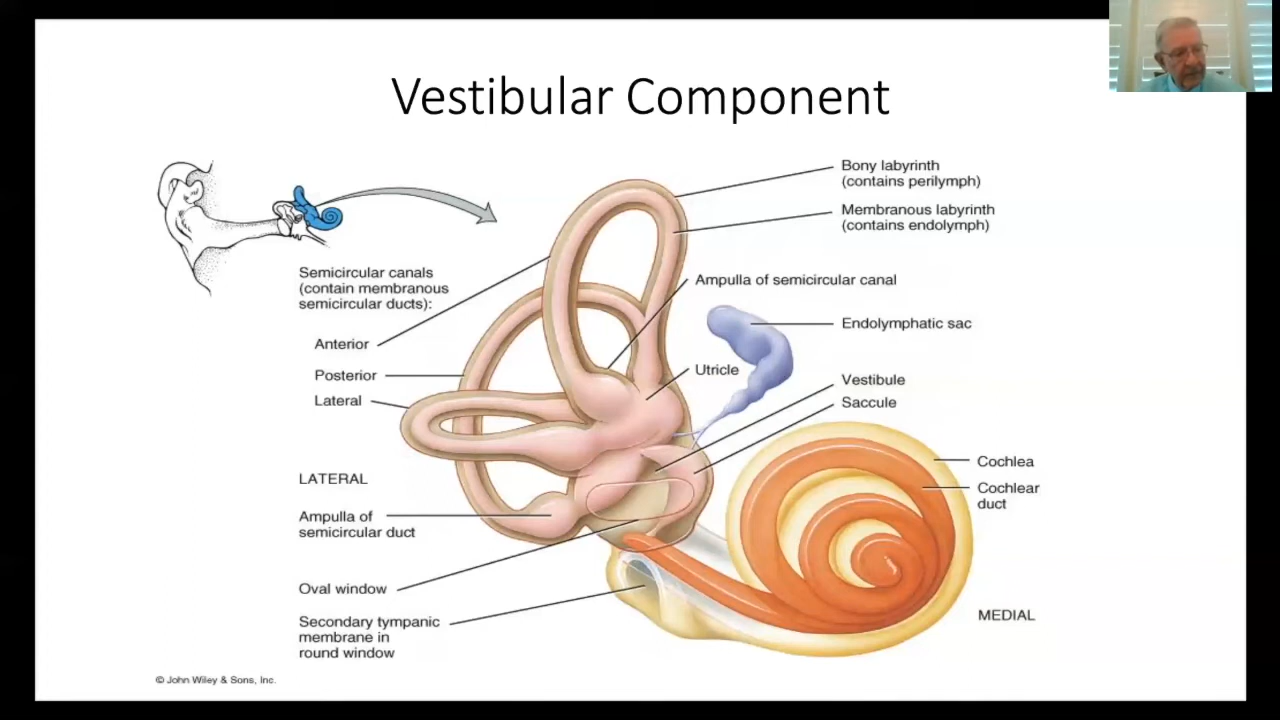 Vestibular Component
Bony labyrinth
(contains perilymph)
Membranous labyrinth
(contains endolymph)
Semicircular canals
(contain membranous
semicircular ducts):
Ampulla of semicircular canal
Endolymphatic sac
Anterior
Posterior
Lateral
Utricle
Vestibule
Saccule
Cochlea
Cochlear
duct
LATERAL
Ampulla of
semicircular duct
Oval window
Secondary tympanic
membrane in
round window
MEDIAL
© John Wiley & Sons, Inc.